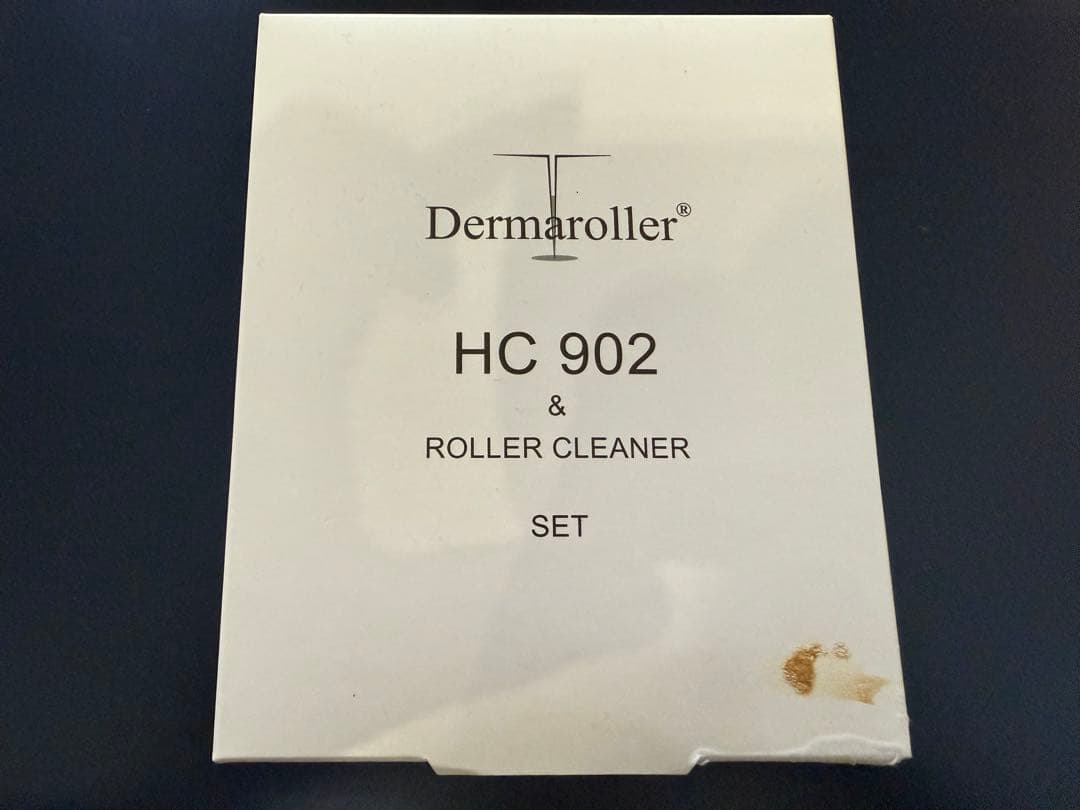 Dermaroller®
HC 902
&
ROLLER CLEANER
SET